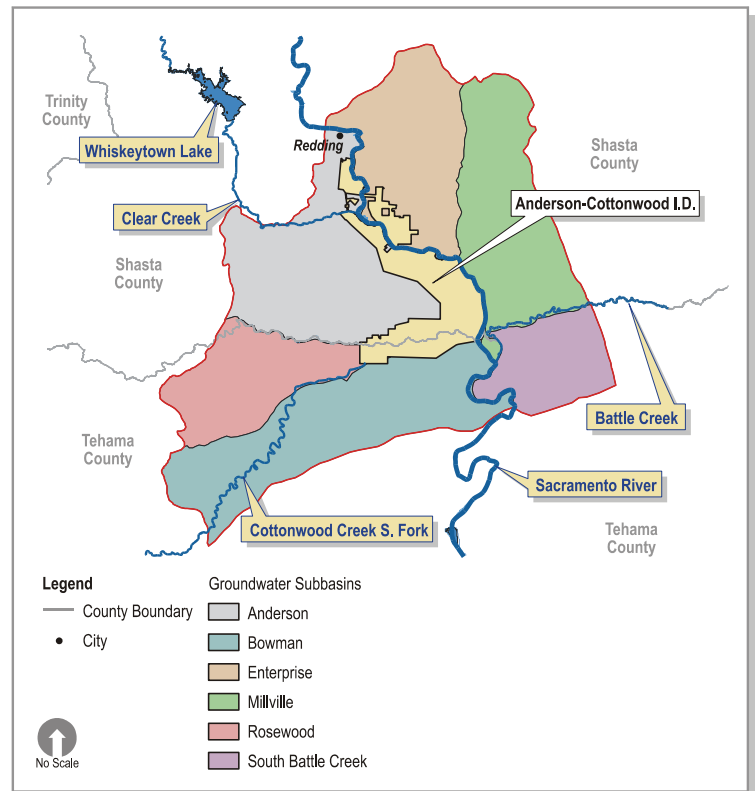 Trinity
County
Whiskeytown Lake
Redding
Shasta
County
Anderson-Cottonwood I.D.
Clear Creek
Shasta
County
Battle Creek
Tehama
County
Sacramento River
Cottonwood Creek S. Fork
Tehama
County
Legend
County Boundary
City
Groundwater Subbasins
Anderson
Bowman
Enterprise
Millville
Rosewood
South Battle Creek
No Scale